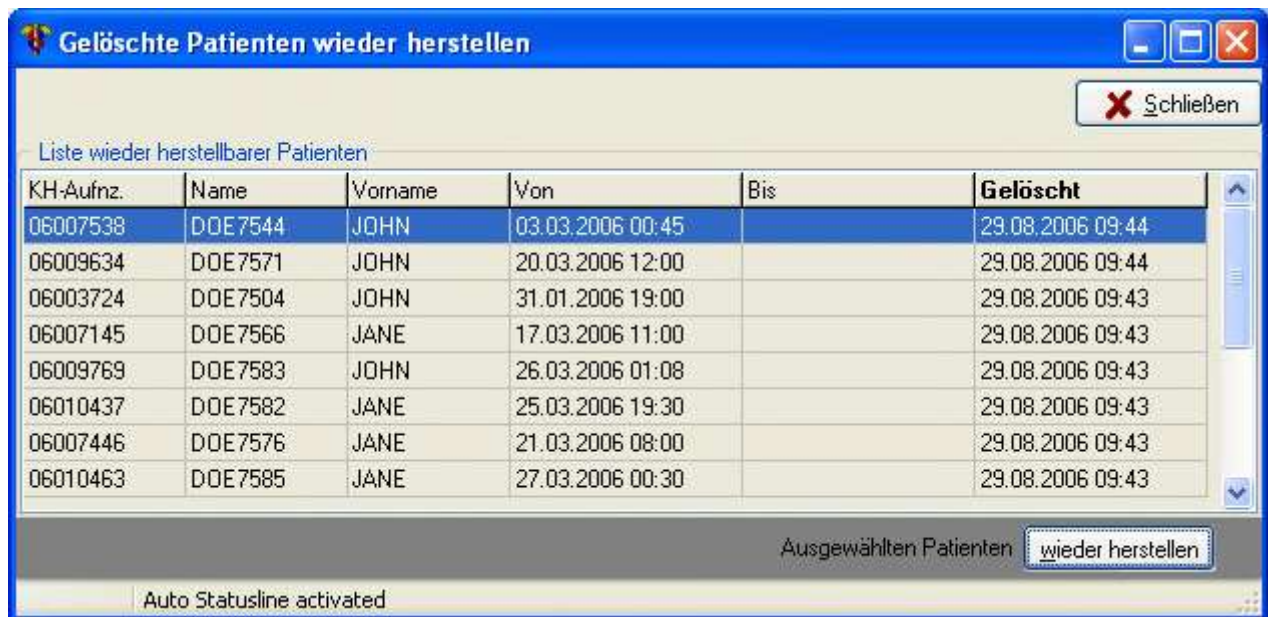 Gelöschte Patienten wieder herstellen
Schließen
Liste wieder herstellbarer Patienten
KH-Aufnz. Name Vorname Von Bis Gelöscht
06007538 DOE7544 JOHN 03.03.2006 00:45 29.08.2006 09:44
06009634 DOE7571 JOHN 20.03.2006 12:00 29.08.2006 09:44
06003724 DOE7504 JOHN 31.01.2006 19:00 29.08.2006 09:43
06007145 DOE7566 JANE 17.03.2006 11:00 29.08.2006 09:43
06009769 DOE7583 JOHN 26.03.2006 01:08 29.08.2006 09:43
06010437 DOE7582 JANE 25.03.2006 19:30 29.08.2006 09:43
06007446 DOE7576 JANE 21.03.2006 08:00 29.08.2006 09:43
06010463 DOE7585 JANE 27.03.2006 00:30 29.08.2006 09:43
Ausgewählten Patienten wieder herstellen
Auto Statusline activated